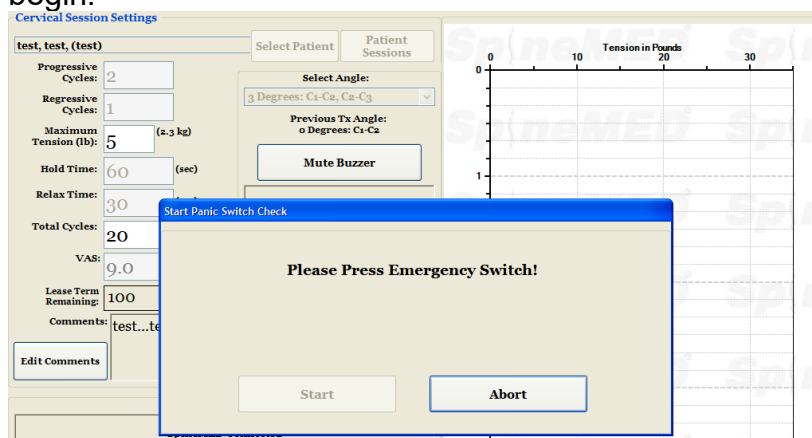 begin.
Cervical Session Settings
test, test, (test)
Select Patient
Patient Sessions
Progressive Cycles: 2
Regressive Cycles: 1
Maximum Tension (lb): 5 (2.3 kg)
Hold Time: 60 (sec)
Relax Time: 30
Total Cycles: 20
VAS: 9.0
Lease Term Remaining: 100
Comments: test...te
Edit Comments
Select Angle:
3 Degrees: C1-C2, C2-C3
Previous Tx Angle:
0 Degrees: C1-C2
Mute Buzzer
Start Panic Switch Check
Please Press Emergency Switch!
Start
Abort
Tension in Pounds
0 10 20 30
0
1
SpineMED